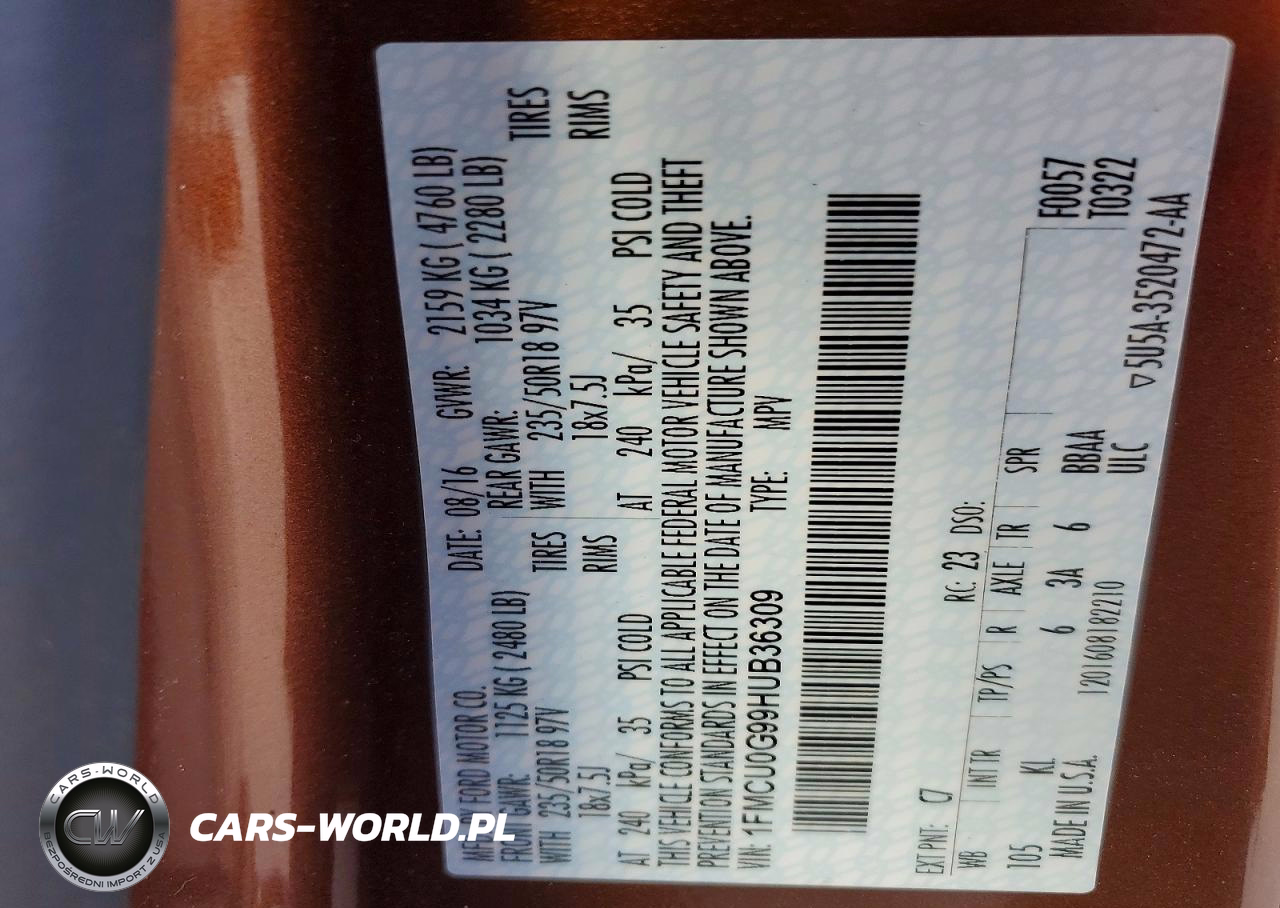 MFD. BY FORD MOTOR CO.
DATE: 08/16 GVWR: 2159 KG ( 4760 LB)
FRONT GAWR: 1125 KG ( 2480 LB) REAR GAWR: 1034 KG ( 2280 LB)
WITH 235/50R18 97V TIRES WITH 235/50R18 97V TIRES
18x7.5J RIMS 18x7.5J RIMS
AT 240 kPa/ 35 PSI COLD AT 240 kPa/ 35 PSI COLD
THIS VEHICLE CONFORMS TO ALL APPLICABLE FEDERAL MOTOR VEHICLE SAFETY AND THEFT
PREVENTION STANDARDS IN EFFECT ON THE DATE OF MANUFACTURE SHOWN ABOVE.
VIN: 1FMCU0G99HUB36309 TYPE: MPV
EXT PNT: C7 RC: 23 DSO:
WB INT TR TP/PS R AXLE TR SPR F0057
T05 KL 6 3A 6 BBAA T0322
ULC
MADE IN U.S.A. 1201608182210 ▽5U5A-3520472-AA
CARS-WORLD
CW
BEZPOŚREDNI IMPORT Z USA
CARS-WORLD.PL